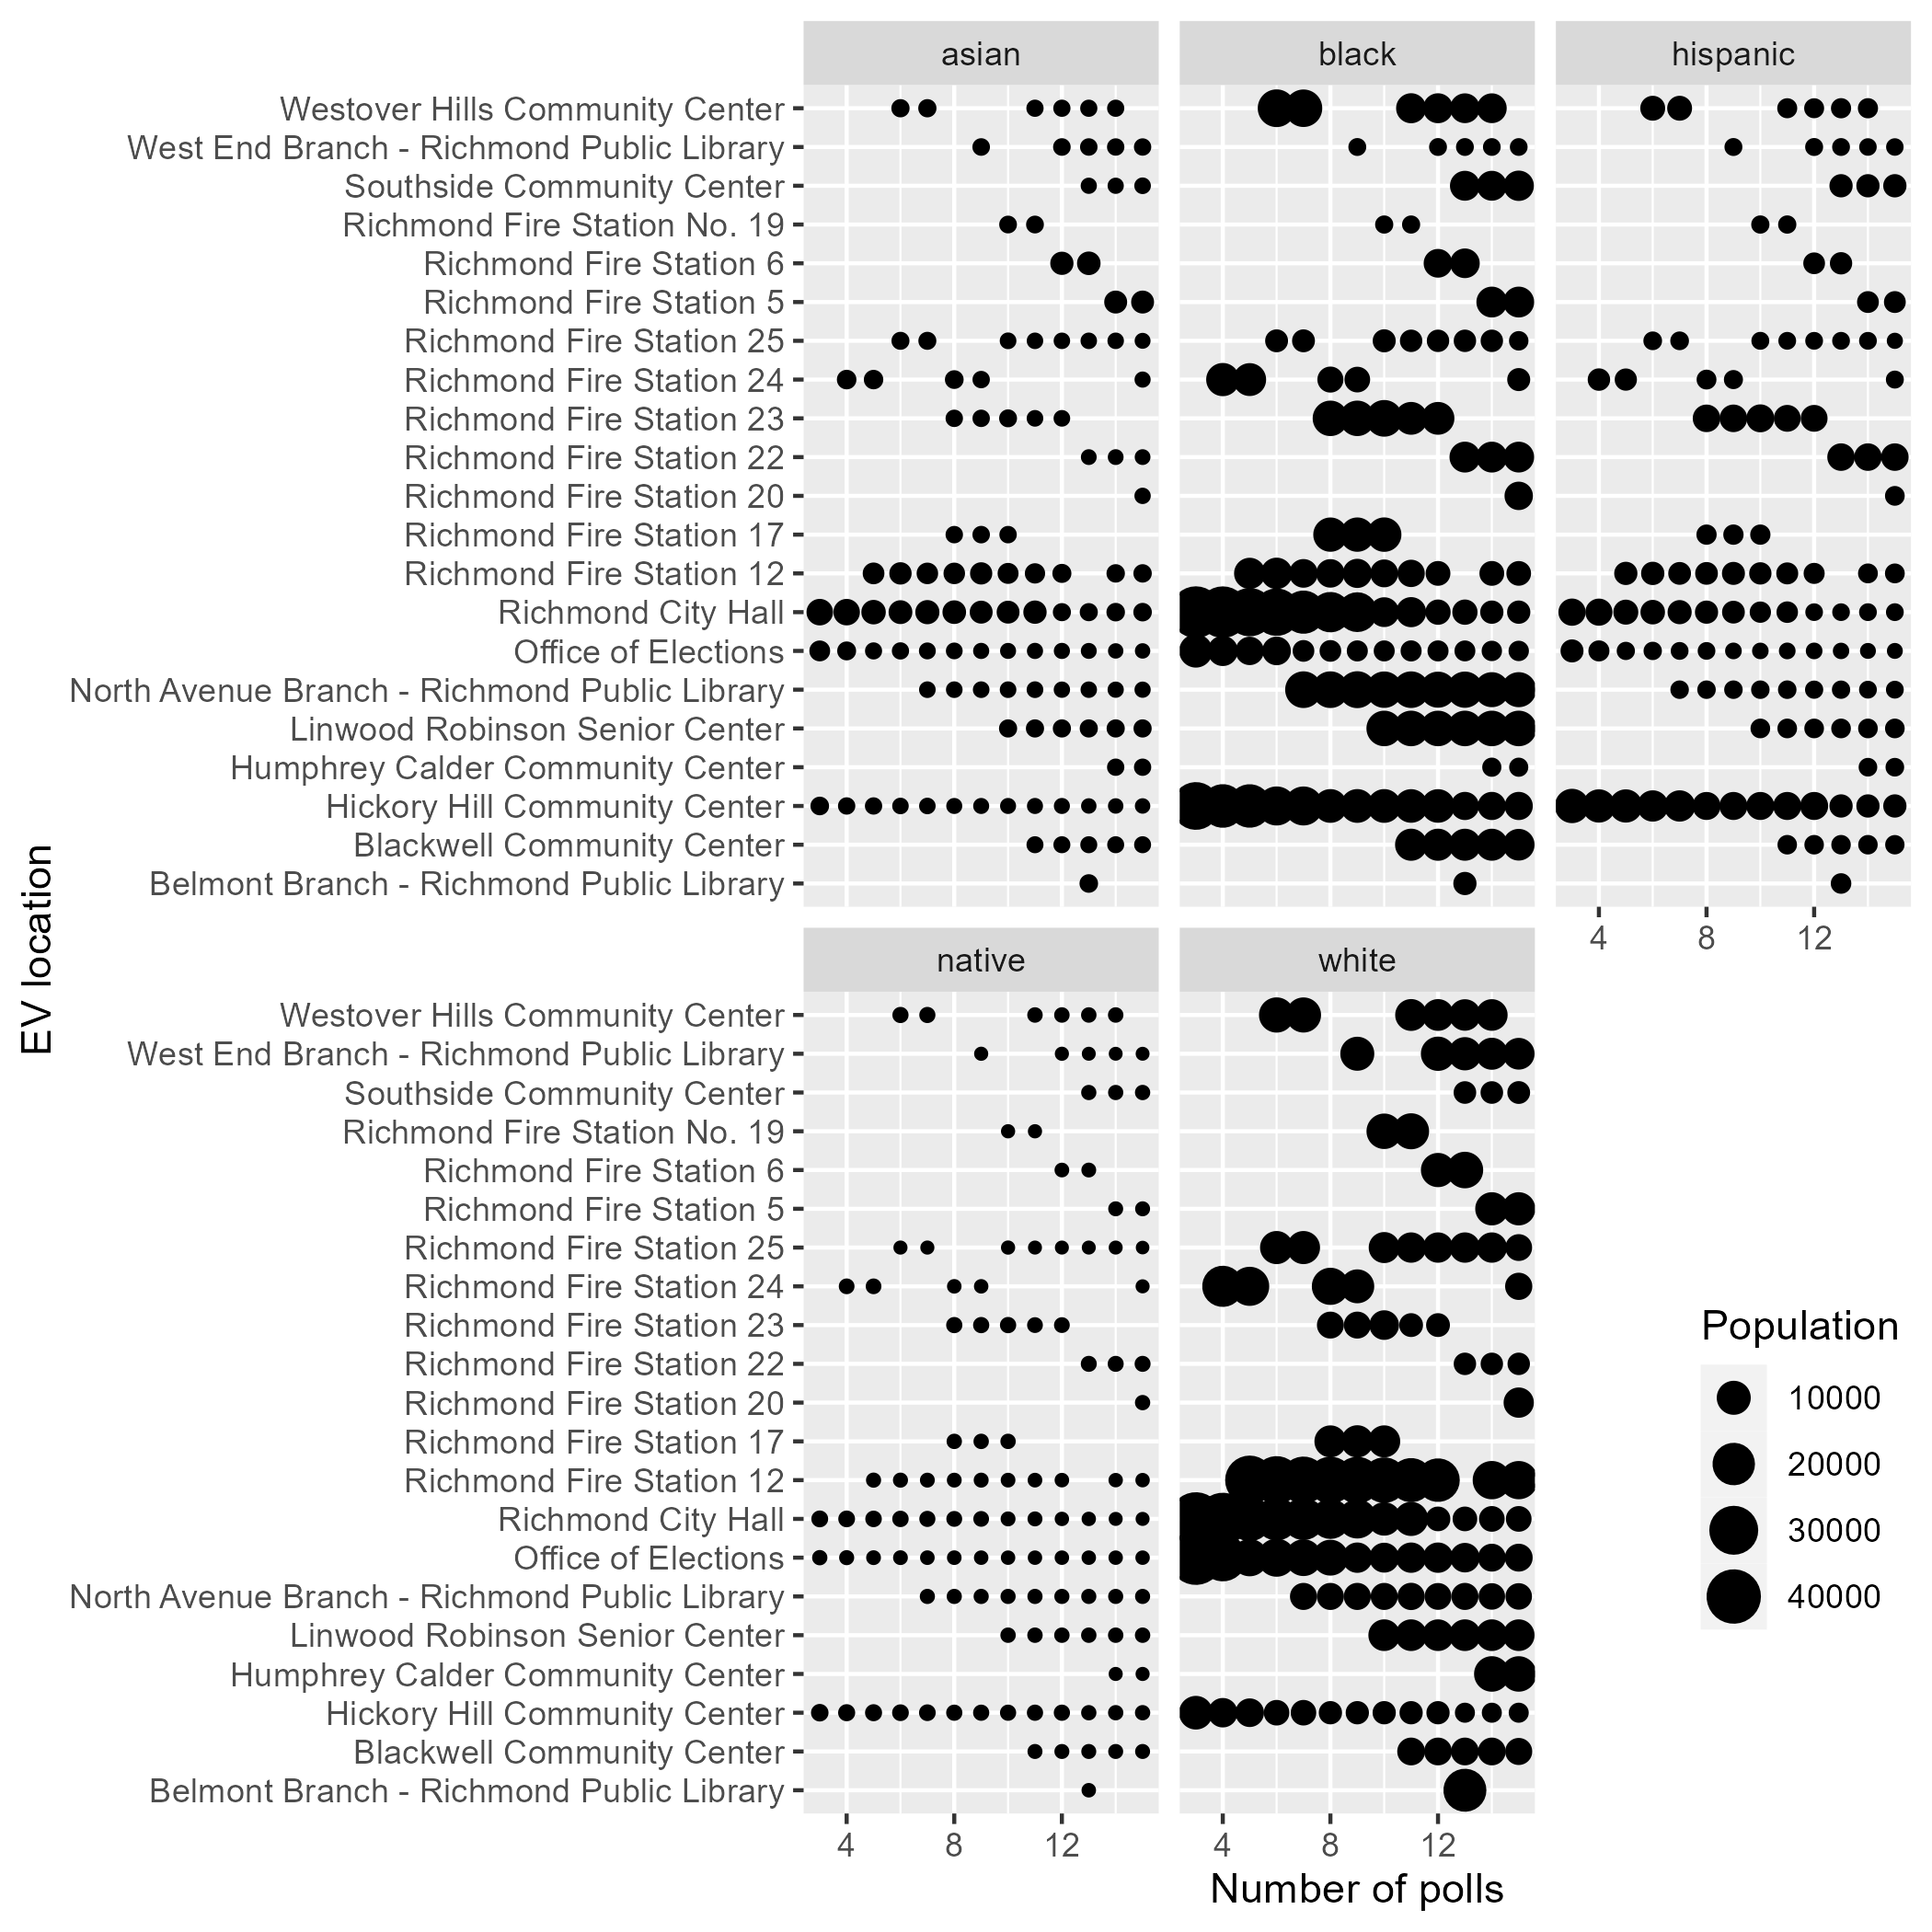 asian
black
hispanic
Westover Hills Community Center
West End Branch - Richmond Public Library
Southside Community Center
Richmond Fire Station No. 19
Richmond Fire Station 6
Richmond Fire Station 5
Richmond Fire Station 25
Richmond Fire Station 24
Richmond Fire Station 23
Richmond Fire Station 22
Richmond Fire Station 20
Richmond Fire Station 17
Richmond Fire Station 12
Richmond City Hall
Office of Elections
North Avenue Branch - Richmond Public Library
Linwood Robinson Senior Center
Humphrey Calder Community Center
Hickory Hill Community Center
Blackwell Community Center
Belmont Branch - Richmond Public Library
4 8 12
EV location
native
white
Westover Hills Community Center
West End Branch - Richmond Public Library
Southside Community Center
Richmond Fire Station No. 19
Richmond Fire Station 6
Richmond Fire Station 5
Richmond Fire Station 25
Richmond Fire Station 24
Richmond Fire Station 23
Richmond Fire Station 22
Richmond Fire Station 20
Richmond Fire Station 17
Richmond Fire Station 12
Richmond City Hall
Office of Elections
North Avenue Branch - Richmond Public Library
Linwood Robinson Senior Center
Humphrey Calder Community Center
Hickory Hill Community Center
Blackwell Community Center
Belmont Branch - Richmond Public Library
4 8 12
4 8 12
Number of polls
Population
10000
20000
30000
40000